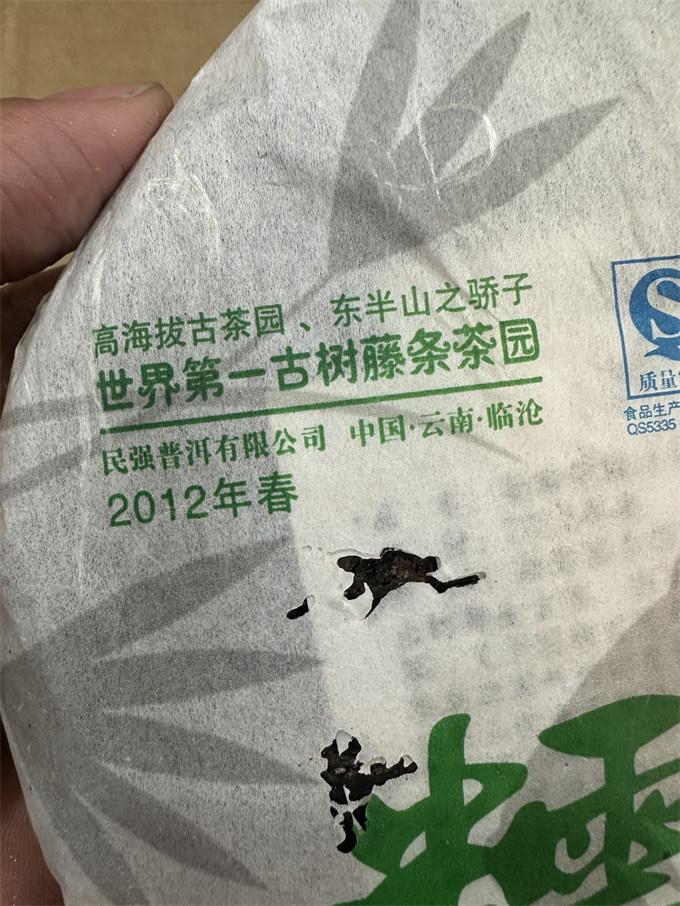 高海拔古茶园、东半山之骄子
世界第一古树藤条茶园
民强普洱有限公司 中国·云南·临沧
2012年春
质量
食品生产
QS5335